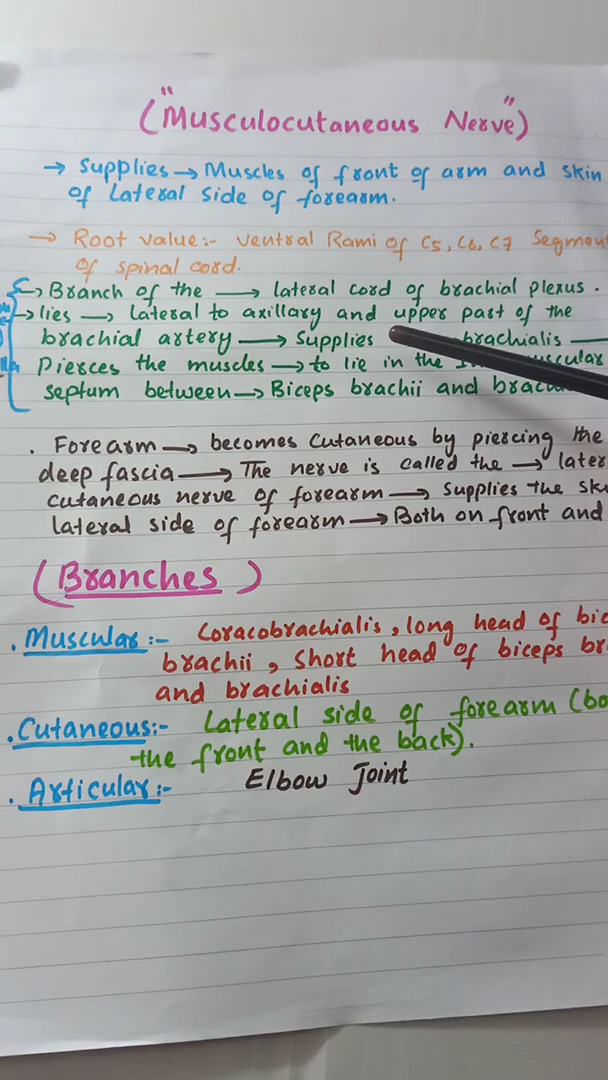 ("Musculocutaneous Nerve")
→ Supplies → Muscles of front of arm and skin
of Lateral side of forearm.
→ Root value:- ventral Rami of C5, C6, C7 Segmen
of spinal cord.
↳ Branch of the → lateral cord of brachial plexus.
→ lies → Lateral to axillary and upper part of the
brachial artery → Supplies brachialis →
Pierces the muscles → to lie in the
septum between → Biceps brachii and
. Forearm → becomes cutaneous by piercing the
deep fascia → The nerve is called the → later
cutaneous nerve of forearm → Supplies the sk
lateral side of forearm → Both on front and
(Branches)
. Muscular:- Coracobrachialis, long head of bic
brachii, Short head of biceps br
and brachialis
. Cutaneous:- Lateral side of forearm (bo
the front and the back).
. Articular:- Elbow Joint